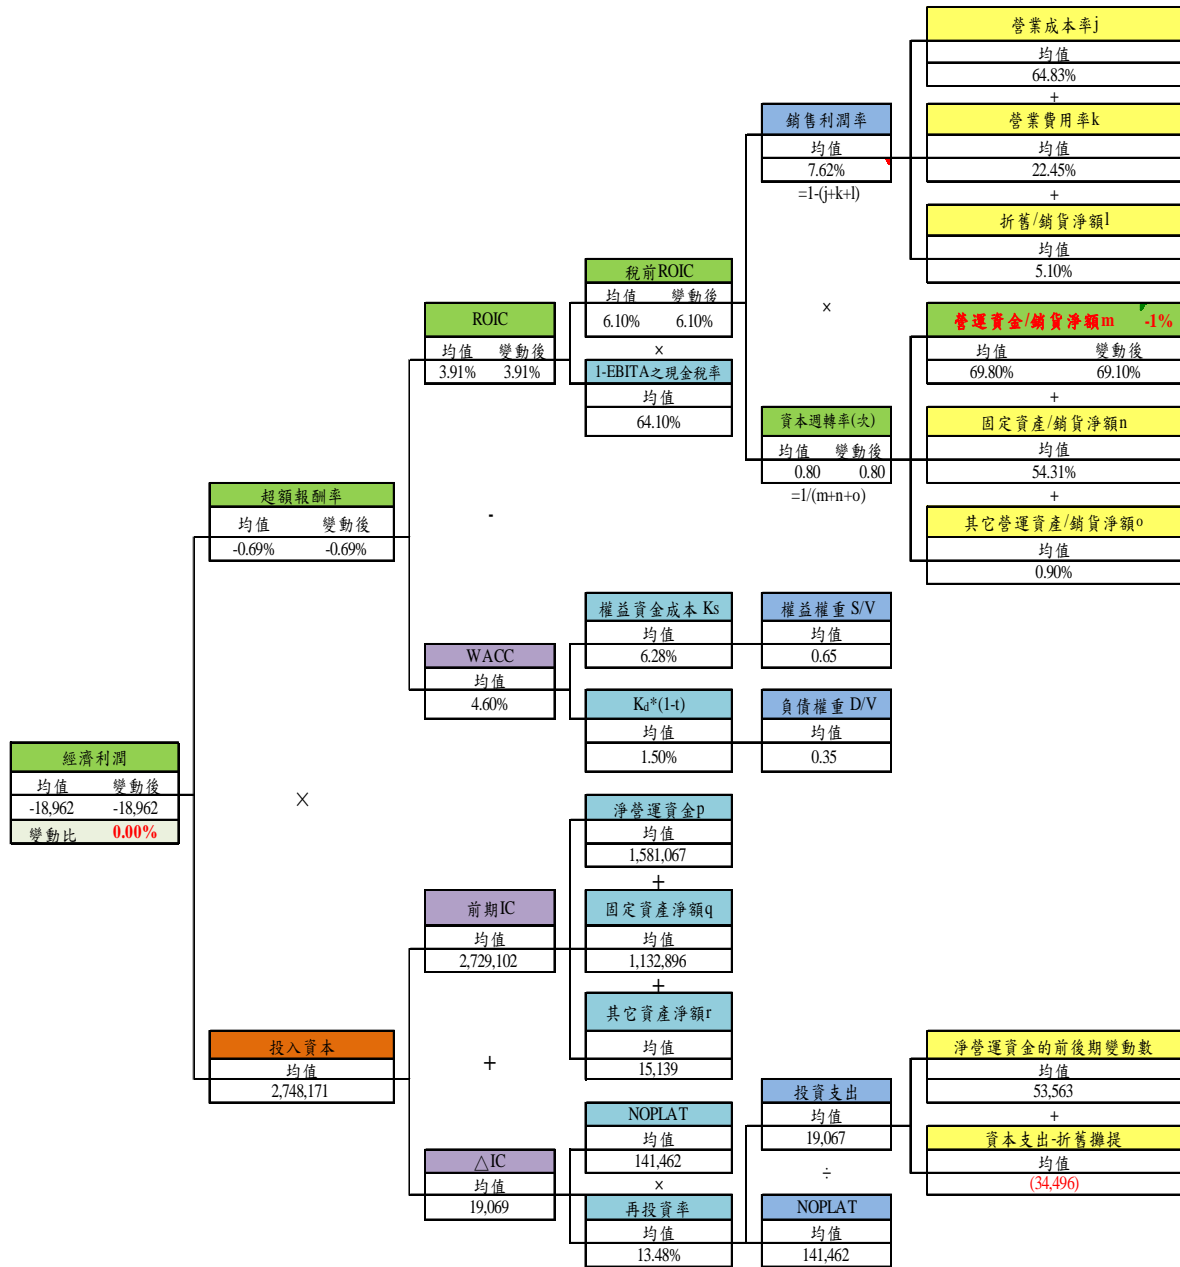 營業成本率j
均值
64.83%
+
營業費用率k
均值
22.45%
+
折舊/銷貨淨額l
均值
5.10%
銷售利潤率
均值
7.62%
=1-(j+k+l)
×
稅前ROIC
均值 變動後
6.10% 6.10%
×
1-EBITA之現金稅率
均值
64.10%
ROIC
均值 變動後
3.91% 3.91%
營運資金/銷貨淨額m -1%
均值 變動後
69.80% 69.10%
+
固定資產/銷貨淨額n
均值
54.31%
+
其它營運資產/銷貨淨額o
均值
0.90%
資本週轉率(次)
均值 變動後
0.80 0.80
=1/(m+n+o)
超額報酬率
均值 變動後
-0.69% -0.69%
-
WACC
均值
4.60%
權益資金成本 Ks
均值
6.28%
權益權重 S/V
均值
0.65
Kd*(1-t)
均值
1.50%
負債權重 D/V
均值
0.35
經濟利潤
均值 變動後
-18,962 -18,962
變動比 0.00%
×
淨營運資金p
均值
1,581,067
+
固定資產淨額q
均值
1,132,896
+
其它資產淨額r
均值
15,139
前期IC
均值
2,729,102
投入資本
均值
2,748,171
+
△IC
均值
19,069
NOPLAT
均值
141,462
×
再投資率
均值
13.48%
投資支出
均值
19,067
÷
NOPLAT
均值
141,462
淨營運資金的前後期變動數
均值
53,563
+
資本支出-折舊攤提
均值
(34,496)